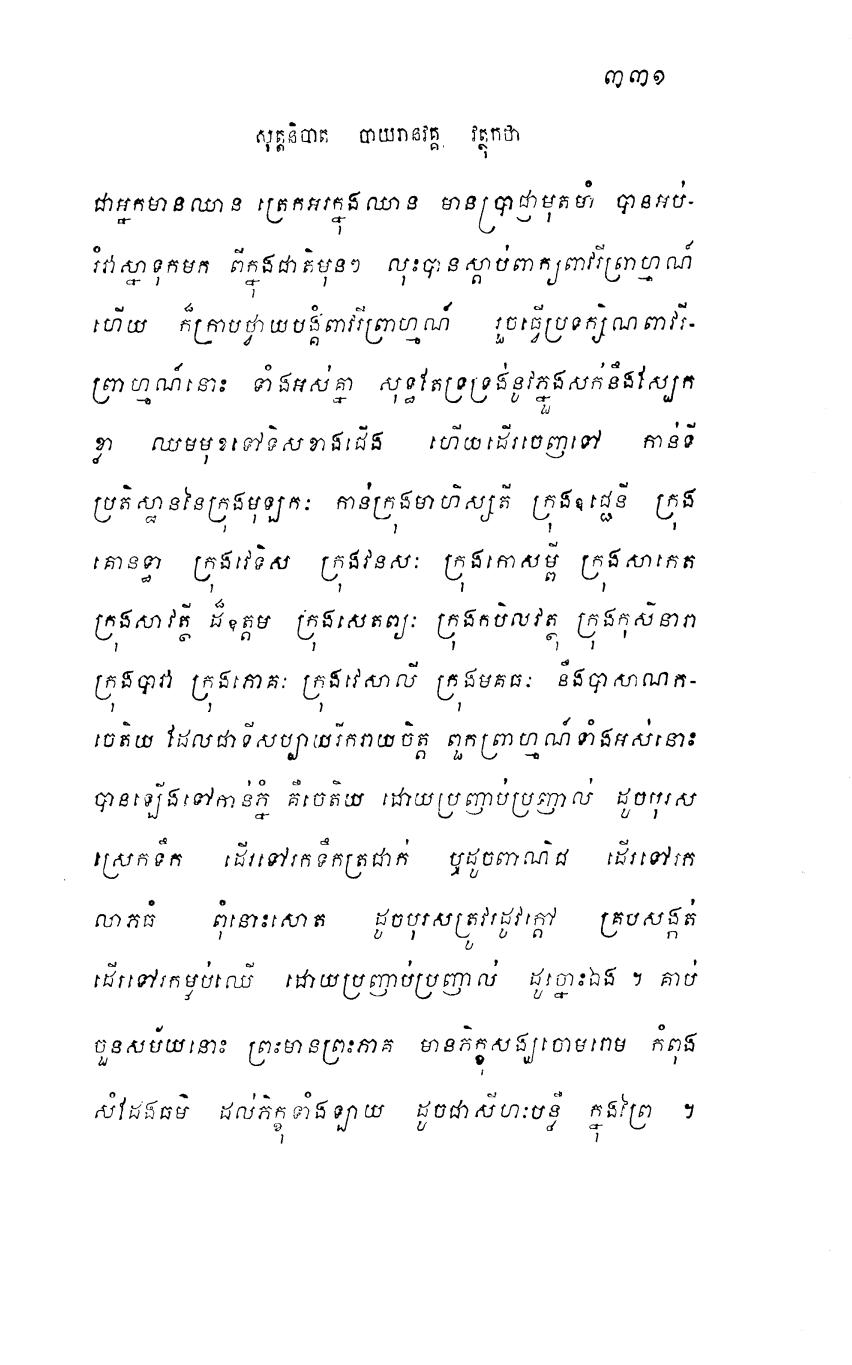 ៣៣១
សុត្តនិបាត បារាយនវគ្គ វត្ថុកថា
ជាអ្នកមានឈាន ត្រេកអរក្នុងឈាន មានប្រាជ្ញាមុតមាំ បានអប់-
រំវាស្នាទុកមក ពីក្នុងជាតិមុនៗ លុះបានស្តាប់ពាក្យពាវរីព្រាហ្មណ៍
ហើយ ក៏ក្រាបថ្វាយបង្គំពាវរីព្រាហ្មណ៍ រួចធ្វើប្រទក្សិណពាវរី-
ព្រាហ្មណ៍នោះ ទាំងអស់គ្នា សុទ្ធតែទ្រទ្រង់នូវភ្នួងសក់នឹងស្បែក
ខ្លា ឈមមុខទៅទិសខាងជើង ហើយដើរចេញទៅ កាន់ទី
ប្រតិស្ឋាននៃក្រុងមុឡ្បកៈ កាន់ក្រុងមាហិស្សតី ក្រុងឧជ្ជេនី ក្រុង
គោនទ្ធា ក្រុងវេទិស ក្រុងវនសៈ ក្រុងកោសម្ពី ក្រុងសាកេត
ក្រុងសាវត្ថី ដ៏ឧត្តម ក្រុងសេតព្យៈ ក្រុងកបិលវត្ថុ ក្រុងកុសិនារា
ក្រុងបាវា ក្រុងភោគៈ ក្រុងវេសាលី ក្រុងមគធៈ នឹងបាសាណក-
ចេតិយ ដែលជាទីសប្បាយរីករាយចិត្ត ពួកព្រាហ្មណ៍ទាំងអស់នោះ
បានឡើងទៅកាន់ភ្នំ គឺចេតិយ ដោយប្រញាប់ប្រញាល់ ដូចបុរស
ស្រេកទឹក ដើរទៅរកទឹកត្រជាក់ ឬដូចពាណិជ ដើរទៅរក
លាភធំ ពុំនោះសោត ដូចបុរសត្រូវរដូវក្តៅ គ្របសង្កត់
ដើរទៅរកម្លប់ឈើ ដោយប្រញាប់ប្រញាល់ ដូច្នោះឯង ។ គាប់
ចួនសម័យនោះ ព្រះមានព្រះភាគ មានភិក្ខុសង្ឃចោមរោម កំពុង
សំដែងធម៌ ដល់ភិក្ខុទាំងឡាយ ដូចជាសីហៈបន្លឺ ក្នុងព្រៃ ។